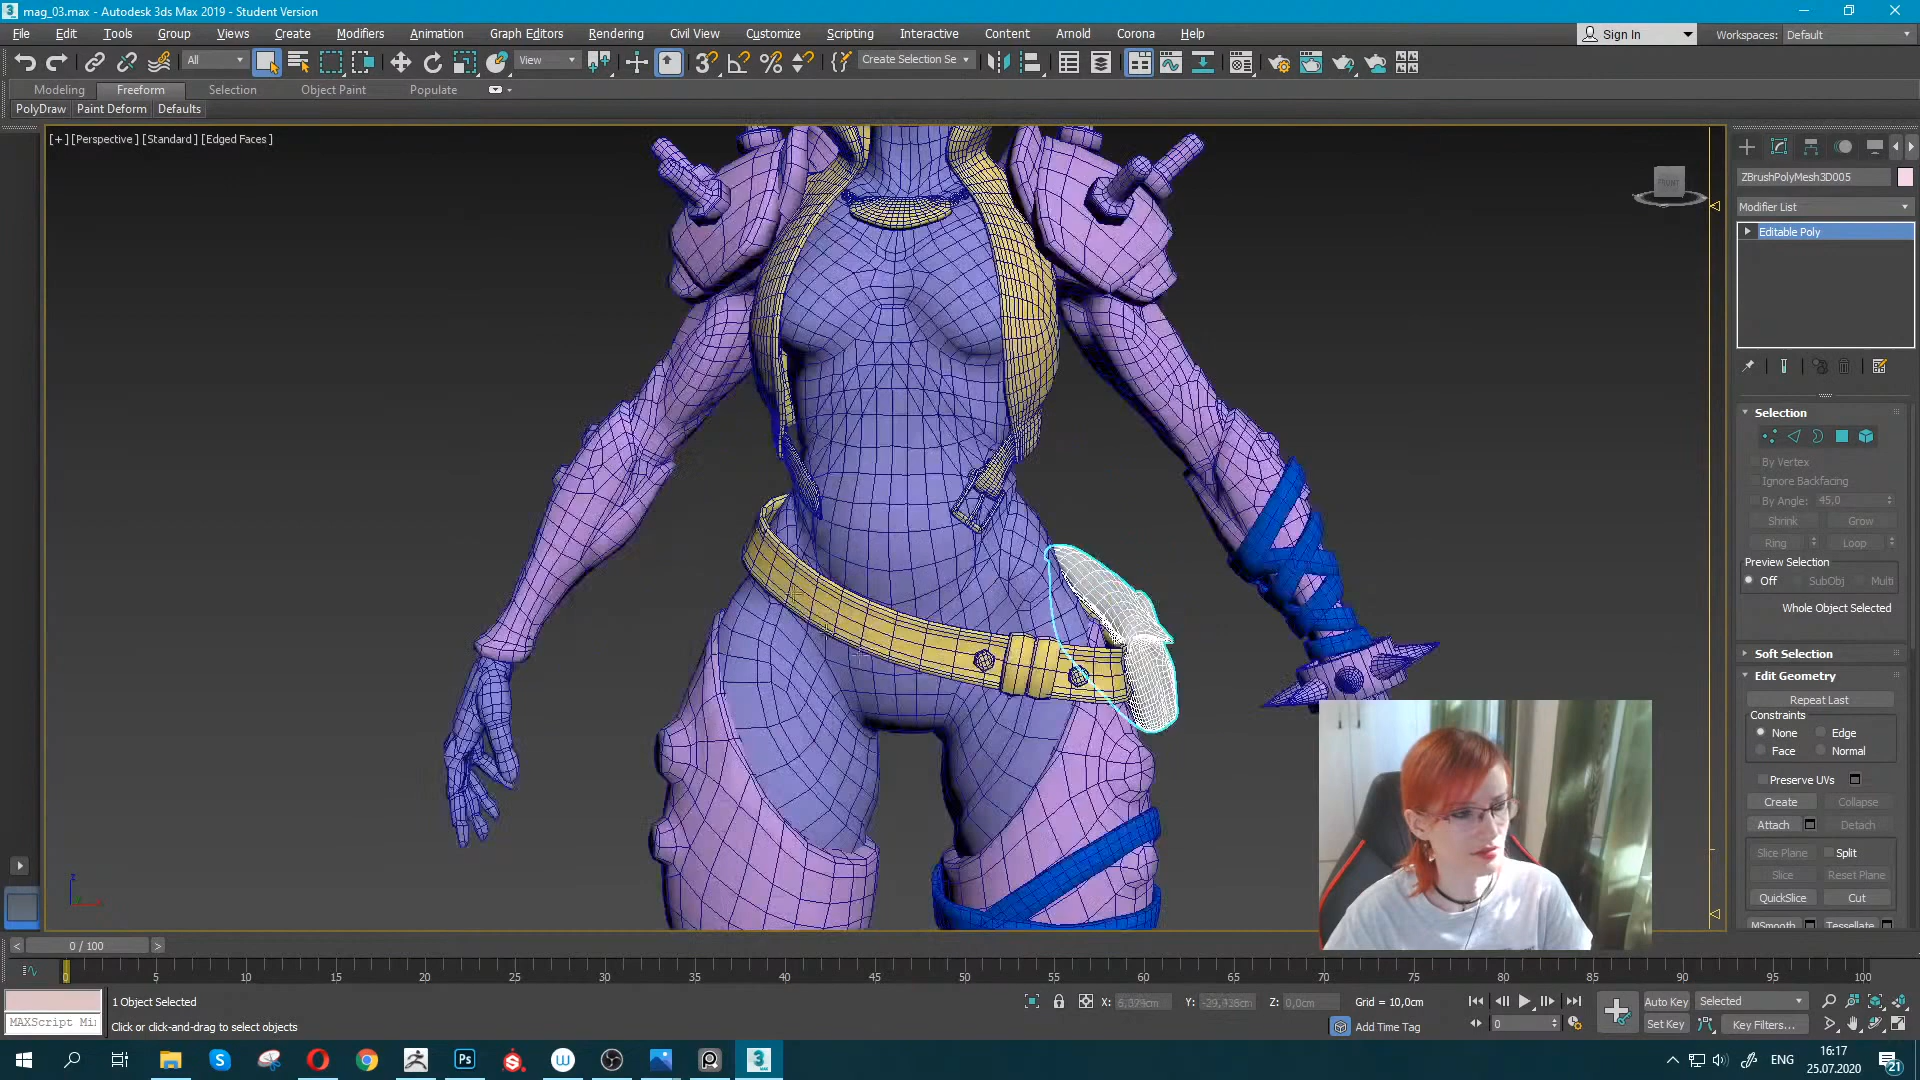 mag_03.max - Autodesk 3ds Max 2019 - Student Version
File Edit Tools Group Views Create Modifiers Animation Graph Editors Rendering Civil View Customize Scripting Interactive Content Arnold Corona Help
Sign In Workspaces: Default
All View Create Selection Se
Modeling Freeform Selection Object Paint Populate
PolyDraw Paint Deform Defaults
[+] [Perspective] [Standard] [Edged Faces]
FRONT
ZBrushPolyMesh3D005
Modifier List
Editable Poly
Selection
By Vertex
Ignore Backfacing
By Angle: 45,0
Shrink Grow
Ring Loop
Preview Selection
Off SubObj Multi
Whole Object Selected
Soft Selection
Edit Geometry
Repeat Last
Constraints
None Edge
Face Normal
Preserve UVs
Create Collapse
Attach Detach
Slice Plane Split
Slice Reset Plane
QuickSlice Cut
MSmooth Tessellate
< 0 / 100 >
0 5 10 15 20 25 30 35 40 45 50 55 60 65 70 75 80 85 90 95 100
1 Object Selected
X: 6,324cm Z: 0,0cm Grid = 10,0cm
Auto Key Selected
MAXScript Mi
Click or click-and-drag to select objects
Add Time Tag
0
Set Key Key Filters...
ENG
16:17
25.07.2020
21